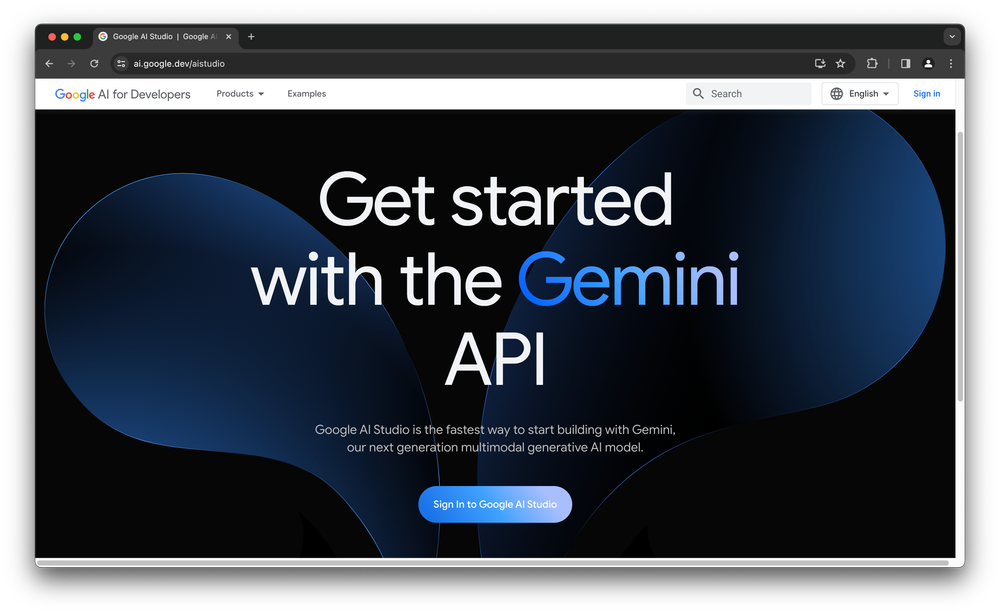 Google AI Studio | Google AI
ai.google.dev/aistudio
Google AI for Developers Products Examples Search English Sign in
Get started
with the Gemini
API
Google AI Studio is the fastest way to start building with Gemini,
our next generation multimodal generative AI model.
Sign In to Google AI Studio